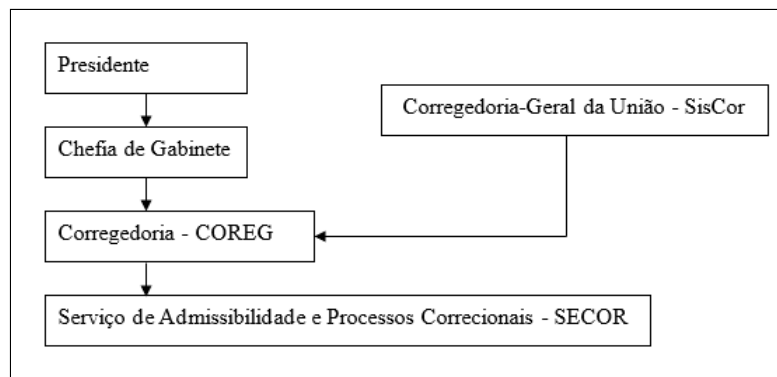 Presidente
Corregedoria-Geral da União - SisCor
Chefia de Gabinete
Corregedoria - COREG
Serviço de Admissibilidade e Processos Correcionais - SECOR